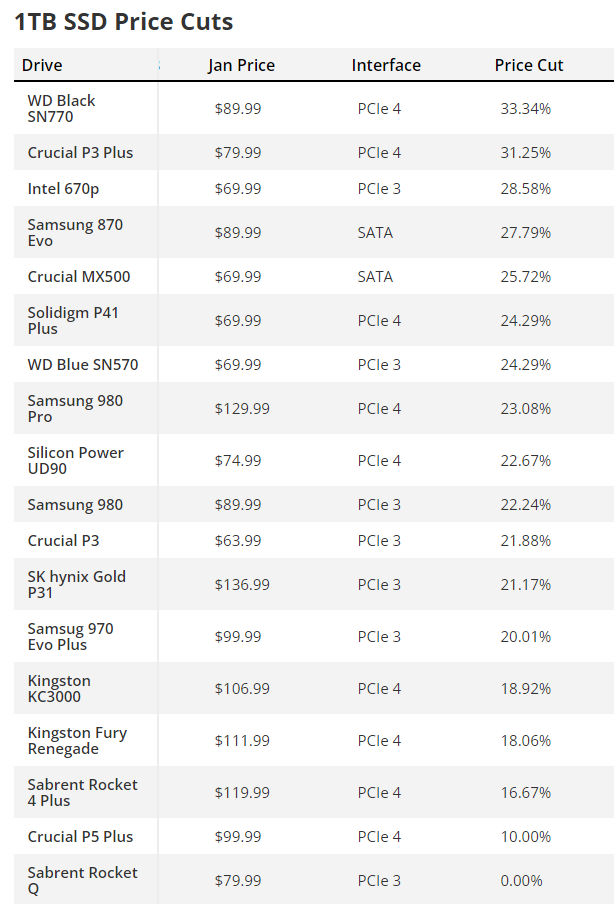 1TB SSD Price Cuts
Drive Jan Price Interface Price Cut
WD Black
SN770 $89.99 PCIe 4 33.34%
Crucial P3 Plus $79.99 PCIe 4 31.25%
Intel 670p $69.99 PCIe 3 28.58%
Samsung 870
Evo $89.99 SATA 27.79%
Crucial MX500 $69.99 SATA 25.72%
Solidigm P41
Plus $69.99 PCIe 4 24.29%
WD Blue SN570 $69.99 PCIe 3 24.29%
Samsung 980
Pro $129.99 PCIe 4 23.08%
Silicon Power
UD90 $74.99 PCIe 4 22.67%
Samsung 980 $89.99 PCIe 3 22.24%
Crucial P3 $63.99 PCIe 3 21.88%
SK hynix Gold
P31 $136.99 PCIe 3 21.17%
Samsug 970
Evo Plus $99.99 PCIe 3 20.01%
Kingston
KC3000 $106.99 PCIe 4 18.92%
Kingston Fury
Renegade $111.99 PCIe 4 18.06%
Sabrent Rocket
4 Plus $119.99 PCIe 4 16.67%
Crucial P5 Plus $99.99 PCIe 4 10.00%
Sabrent Rocket
Q $79.99 PCIe 3 0.00%